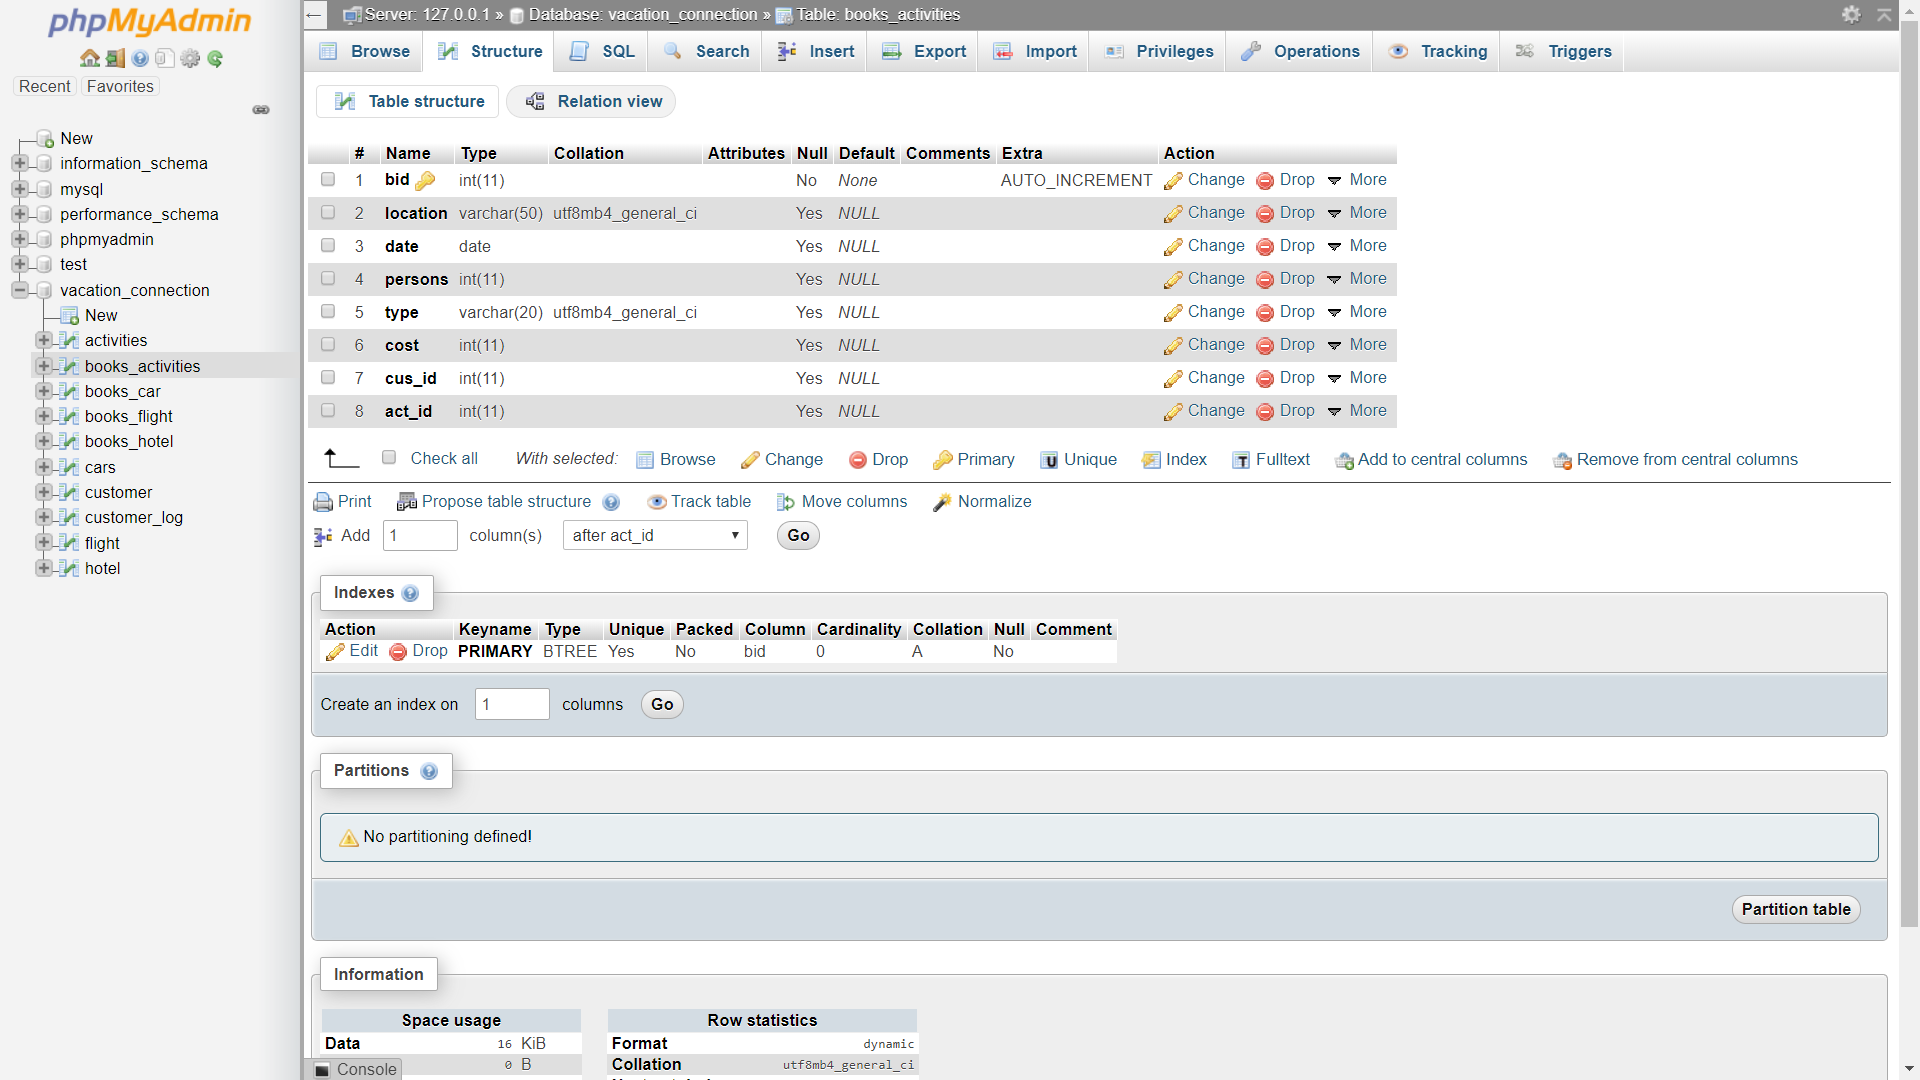 phpMyAdmin
Recent Favorites
New
information_schema
mysql
performance_schema
phpmyadmin
test
vacation_connection
New
activities
books_activities
books_car
books_flight
books_hotel
cars
customer
customer_log
flight
hotel
Server: 127.0.0.1 » Database: vacation_connection » Table: books_activities
Browse Structure SQL Search Insert Export Import Privileges Operations Tracking Triggers
Table structure Relation view
# Name Type Collation Attributes Null Default Comments Extra Action
1 bid int(11) No None AUTO_INCREMENT Change Drop More
2 location varchar(50) utf8mb4_general_ci Yes NULL Change Drop More
3 date date Yes NULL Change Drop More
4 persons int(11) Yes NULL Change Drop More
5 type varchar(20) utf8mb4_general_ci Yes NULL Change Drop More
6 cost int(11) Yes NULL Change Drop More
7 cus_id int(11) Yes NULL Change Drop More
8 act_id int(11) Yes NULL Change Drop More
Check all With selected: Browse Change Drop Primary Unique Index Fulltext Add to central columns Remove from central columns
Print Propose table structure Track table Move columns Normalize
Add 1 column(s) after act_id Go
Indexes
Action Keyname Type Unique Packed Column Cardinality Collation Null Comment
Edit Drop PRIMARY BTREE Yes No bid 0 A No
Create an index on 1 columns Go
Partitions
No partitioning defined!
Partition table
Information
Space usage Row statistics
Data 16 KiB Format dynamic
0 B Collation utf8mb4_general_ci
Console